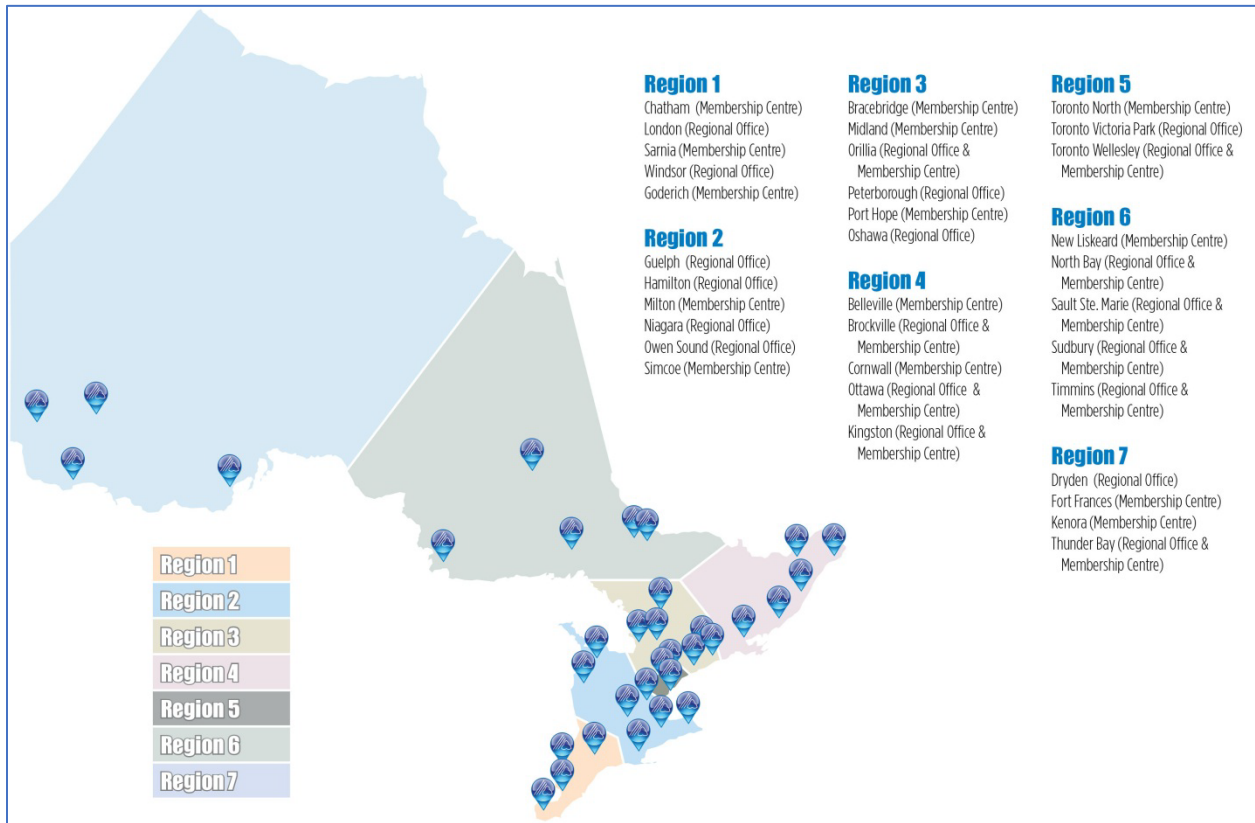 Region 1
Chatham (Membership Centre)
London (Regional Office)
Sarnia (Membership Centre)
Windsor (Regional Office)
Goderich (Membership Centre)
Region 2
Guelph (Regional Office)
Hamilton (Regional Office)
Milton (Membership Centre)
Niagara (Regional Office)
Owen Sound (Regional Office)
Simcoe (Membership Centre)
Region 3
Bracebridge (Membership Centre)
Midland (Membership Centre)
Orillia (Regional Office &
Membership Centre)
Peterborough (Regional Office)
Port Hope (Membership Centre)
Oshawa (Regional Office)
Region 4
Belleville (Membership Centre)
Brockville (Regional Office &
Membership Centre)
Cornwall (Membership Centre)
Ottawa (Regional Office &
Membership Centre)
Kingston (Regional Office &
Membership Centre)
Region 5
Toronto North (Membership Centre)
Toronto Victoria Park (Regional Office)
Toronto Wellesley (Regional Office &
Membership Centre)
Region 6
New Liskeard (Membership Centre)
North Bay (Regional Office &
Membership Centre)
Sault Ste. Marie (Regional Office &
Membership Centre)
Sudbury (Regional Office &
Membership Centre)
Timmins (Regional Office &
Membership Centre)
Region 7
Dryden (Regional Office)
Fort Frances (Membership Centre)
Kenora (Membership Centre)
Thunder Bay (Regional Office &
Membership Centre)
Region 1
Region 2
Region 3
Region 4
Region 5
Region 6
Region 7